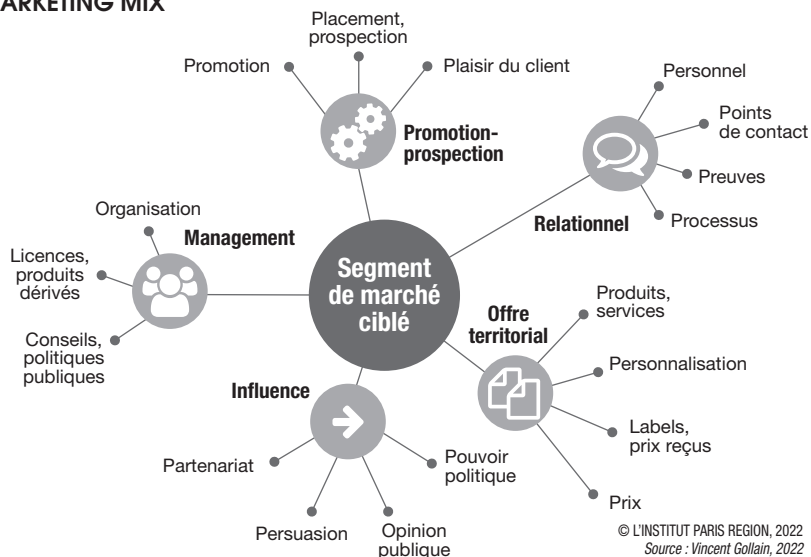 ARKETING MIX
Placement,
prospection
Promotion
Plaisir du client
Promotion-
prospection
Personnel
Points
de contact
Preuves
Processus
Relationnel
Organisation
Management
Licences,
produits
dérivés
Conseils,
politiques
publiques
Segment
de marché
ciblé
Offre
territorial
Produits,
services
Personnalisation
Labels,
prix reçus
Prix
Influence
Partenariat
Persuasion
Opinion
publique
Pouvoir
politique
© L'INSTITUT PARIS REGION, 2022
Source : Vincent Gollain, 2022